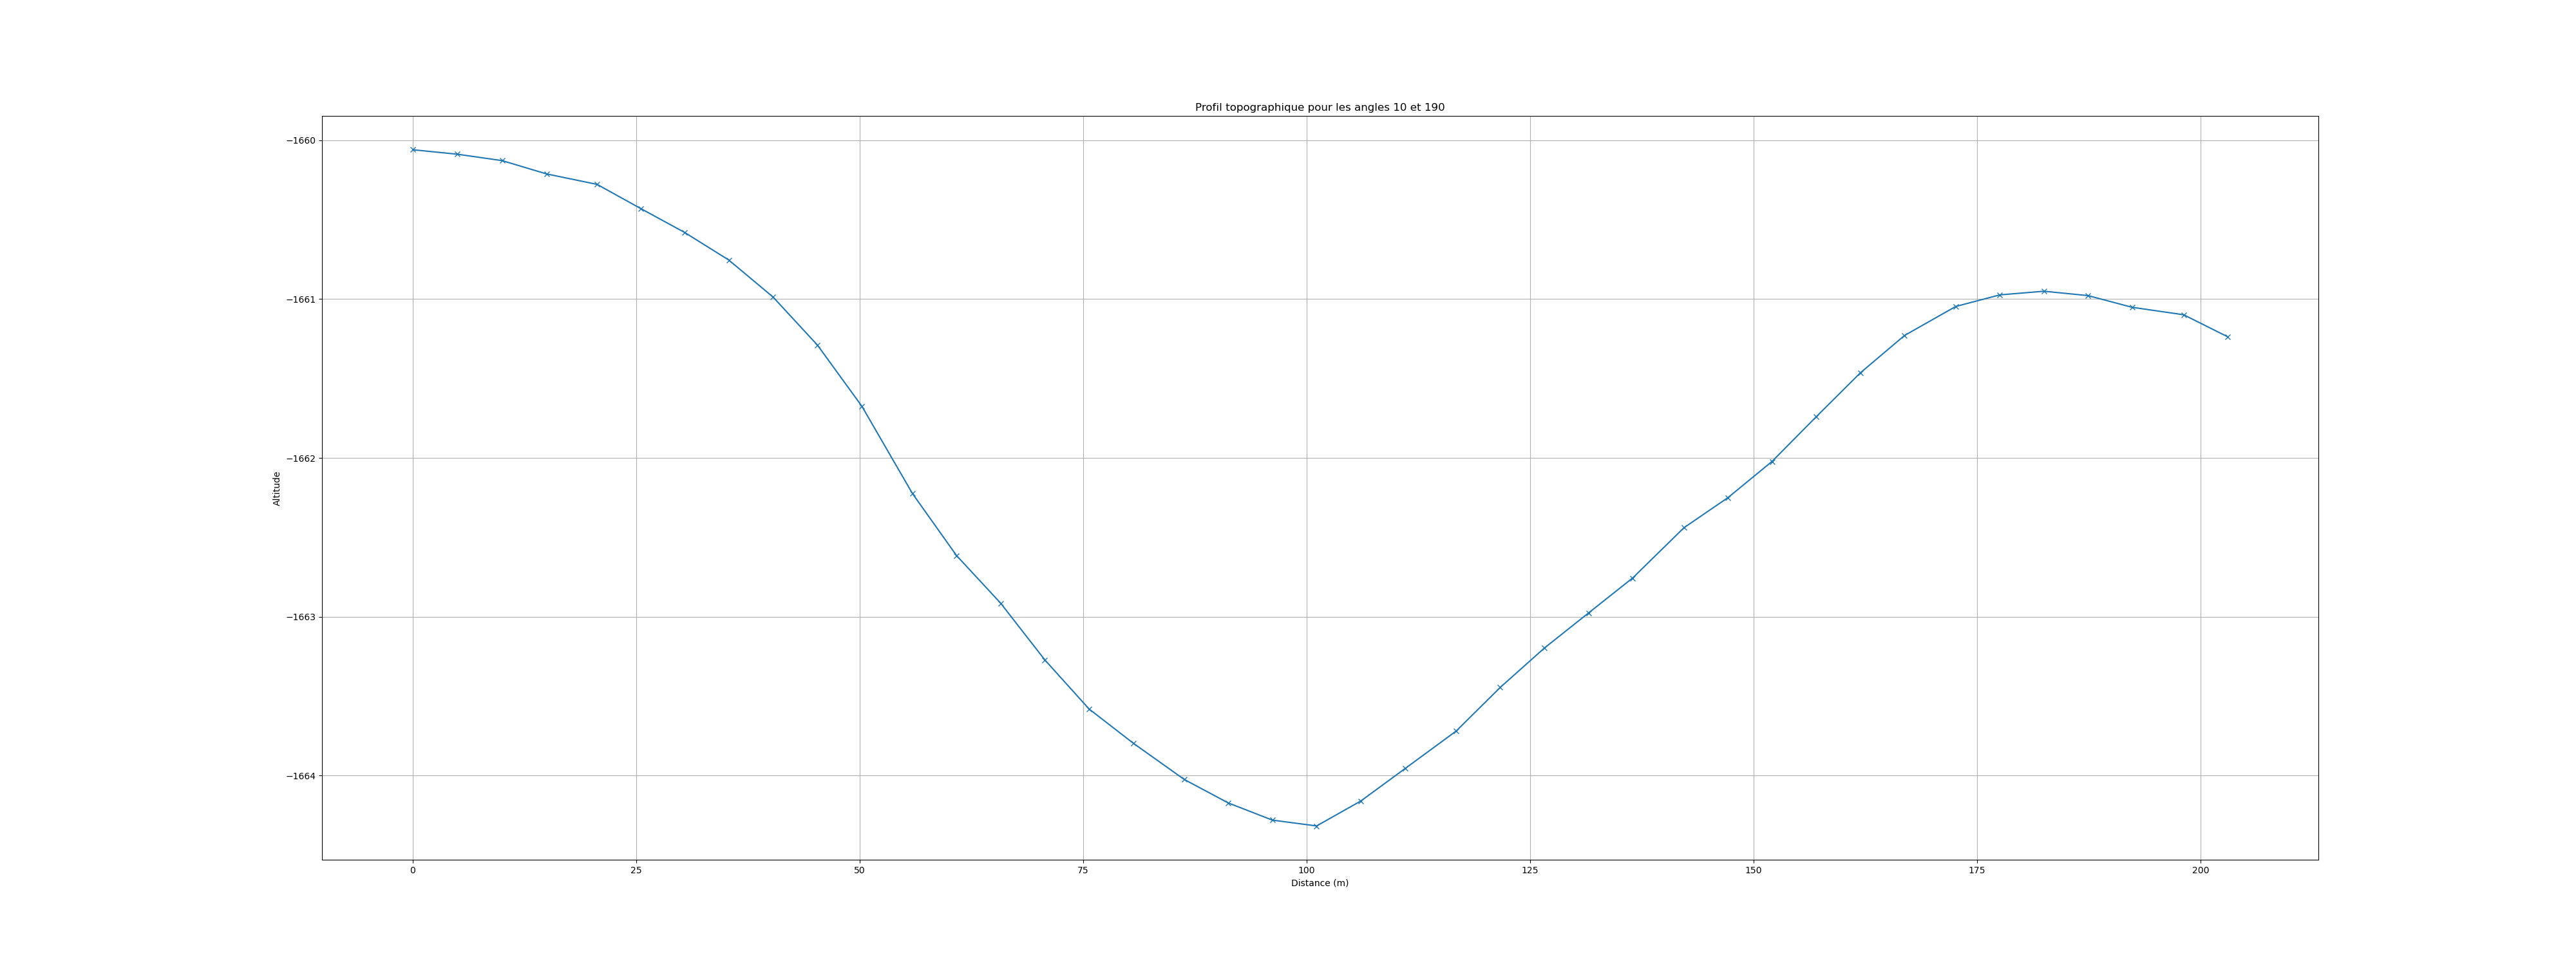 Profil topographique pour les angles 10 et 190
−1660
−1661
−1662
−1663
−1664
Altitude
0 25 50 75 100 125 150 175 200
Distance (m)